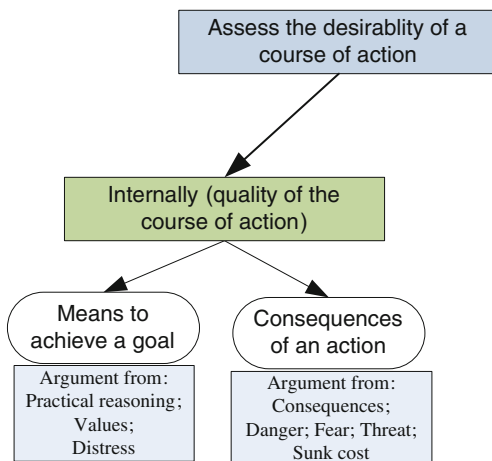 Assess the desirablity of a
course of action
Internally (quality of the
course of action)
Means to
achieve a goal
Argument from:
Practical reasoning;
Values;
Distress
Consequences
of an action
Argument from:
Consequences;
Danger; Fear; Threat;
Sunk cost